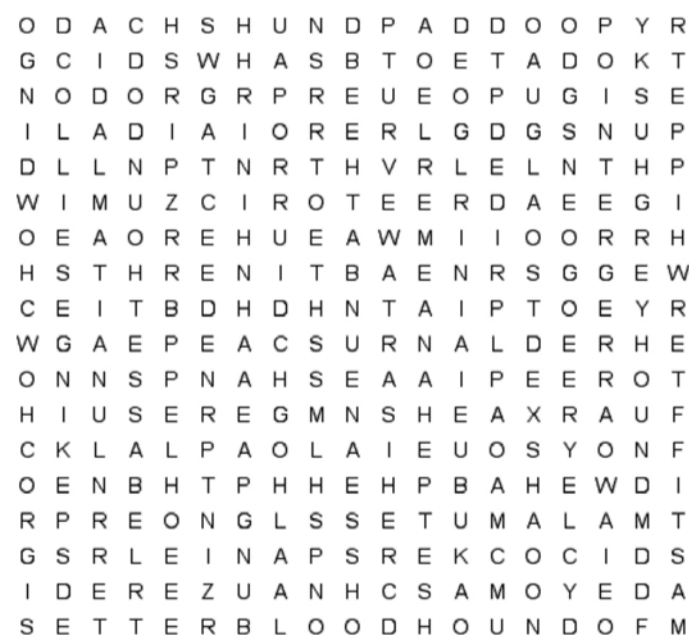 O D A C H S H U N D P A D D O O P Y R
G C I D S W H A S B T O E T A D O K T
N O D O R G R P R E U E O P U G I S E
I L A D I A I O R E R L G D G S N U P
D L L N P T N R T H V R L E L N T H P
W I M U Z C I R O T E E R D A E E G I
O E A O R E H U E A W M I I O O R R H
H S T H R E N I T B A E N R S G G E W
C E I T B D H D H N T A I P T O E Y R
W G A E P E A C S U R N A L D E R H E
O N N S P N A H S E A A I P E E R O T
H I U S E R E G M N S H E A X R A U F
C K L A L P A O L A I E U O S Y O N F
O E N B H T P H H E H P B A H E W D I
R P R E O N G L S S E T U M A L A M T
G S R L E I N A P S R E K C O C I D S
I D E R E Z U A N H C S A M O Y E D A
S E T T E R B L O O D H O U N D O F M